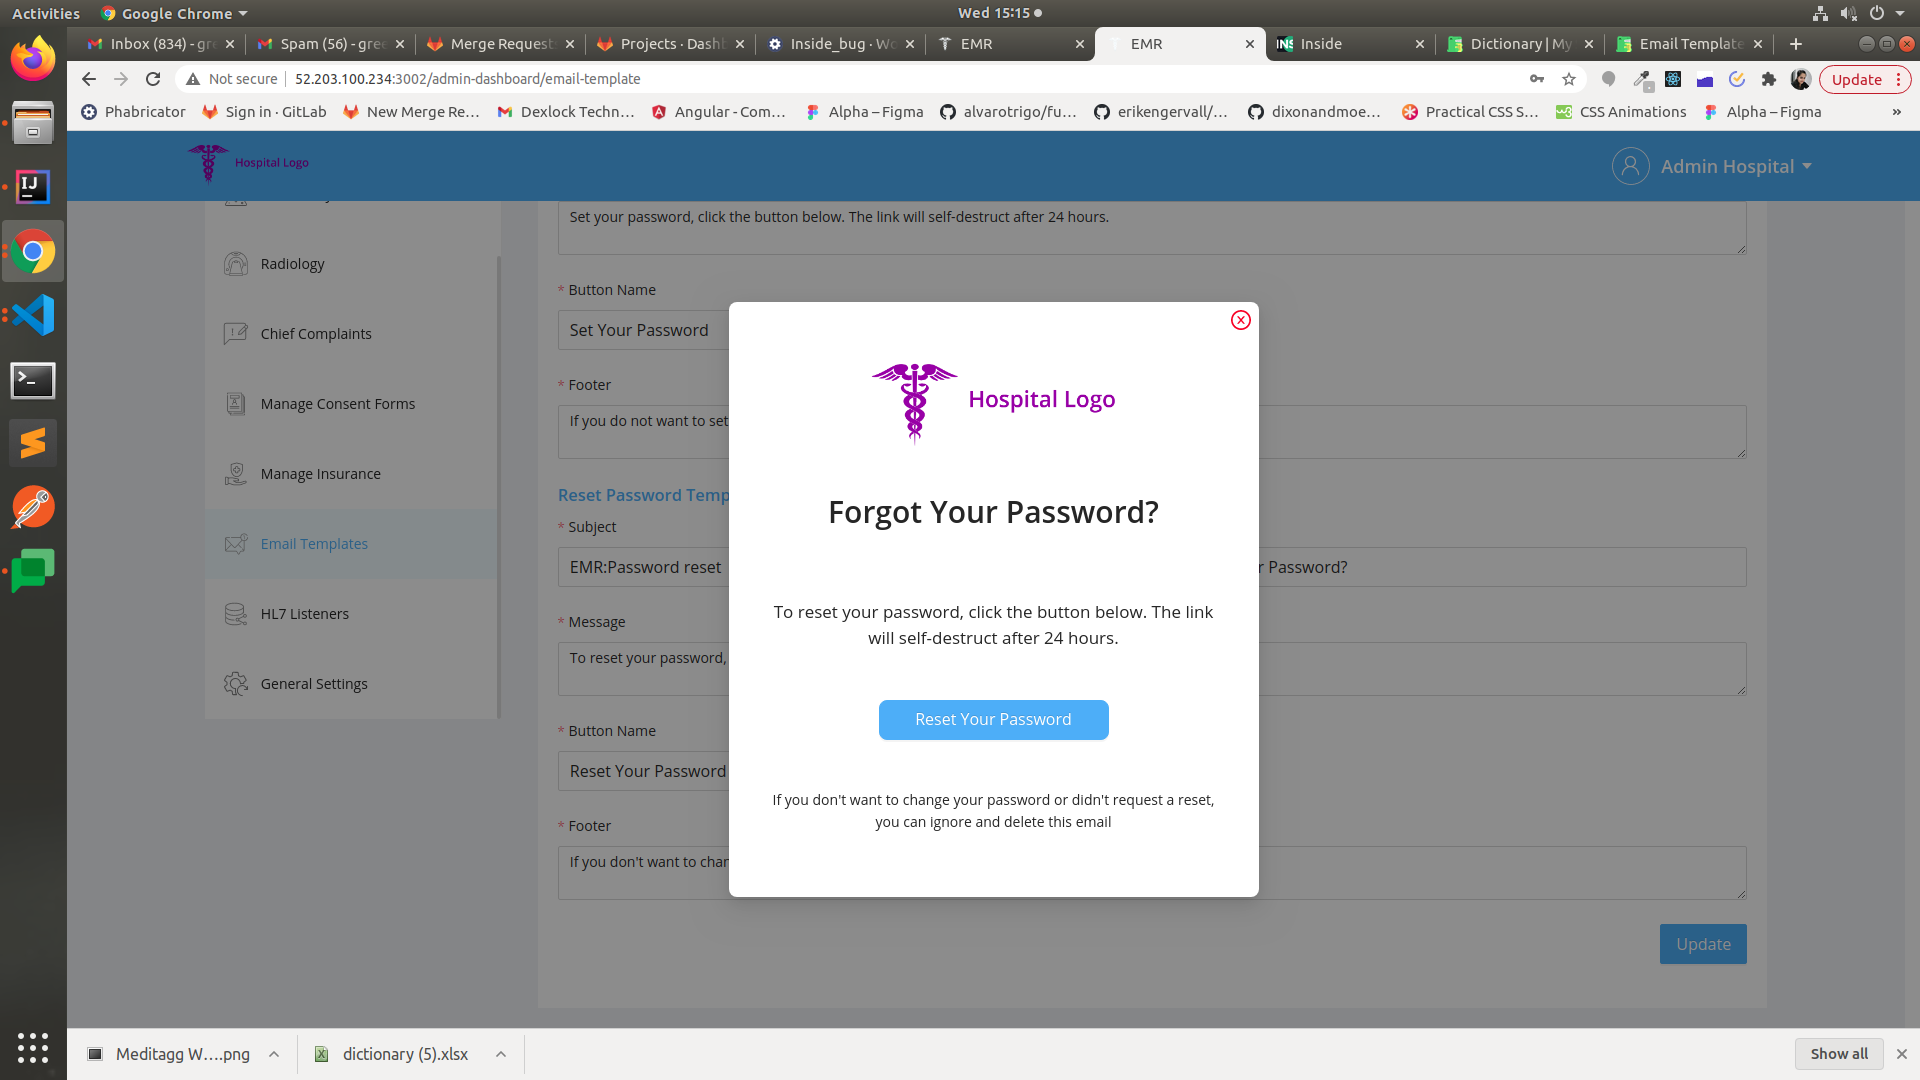 Activities
Google Chrome
Wed 15:15
Inbox (834) - gre
Spam (56) - gree
Merge Requests
Projects · Dashb
Inside_bug · Wo
EMR
EMR
Inside
Dictionary | My
Email Template
Not secure
52.203.100.234:3002/admin-dashboard/email-template
Update
Phabricator
Sign in · GitLab
New Merge Re...
Dexlock Techn...
Angular - Com...
Alpha – Figma
alvarotrigo/fu...
erikengervall/...
dixonandmoe...
Practical CSS S...
CSS Animations
Alpha – Figma
»
Hospital Logo
Admin Hospital
Radiology
Chief Complaints
Manage Consent Forms
Manage Insurance
Email Templates
HL7 Listeners
General Settings
Set your password, click the button below. The link will self-destruct after 24 hours.
* Button Name
Set Your Password
* Footer
If you do not want to set
Reset Password Temp
* Subject
EMR:Password reset
r Password?
* Message
To reset your password,
* Button Name
Reset Your Password
* Footer
If you don't want to chan
Update
Hospital Logo
Forgot Your Password?
To reset your password, click the button below. The link
will self-destruct after 24 hours.
Reset Your Password
If you don't want to change your password or didn't request a reset,
you can ignore and delete this email
Meditagg W....png
dictionary (5).xlsx
Show all